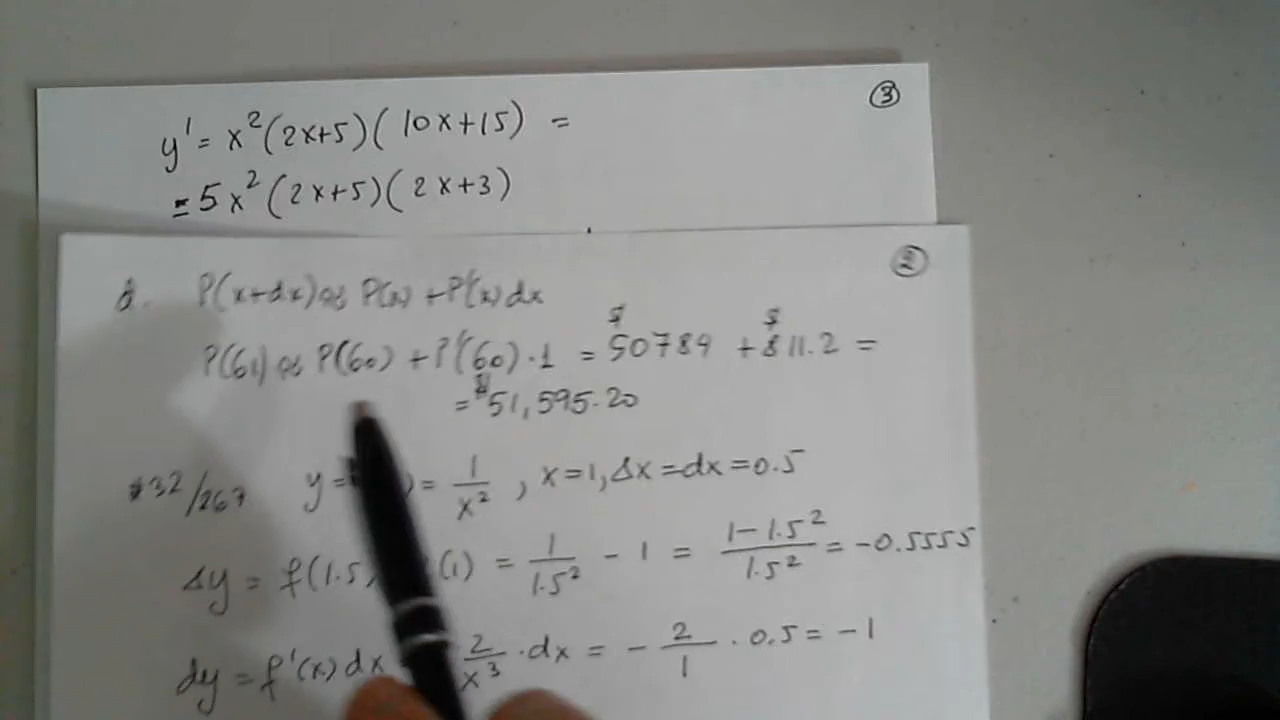 ③
y' = x²(2x+5)(10x+15) =
= 5x²(2x+5)(2x+3)
②
d. P(x+dx) ≈ P(x) + P'(x) dx
P(61) ≈ P(60) + P'(60)·1 = $50789 + $811.2 =
= $51,595.20
#32/267 y = ) = 1/x² , x=1, Δx=dx=0.5
Δy = f(1.5) (1) = 1/1.5² - 1 = (1-1.5²)/1.5² = -0.5555
dy = f'(x) dx 2/x³ · dx = - 2/1 · 0.5 = -1